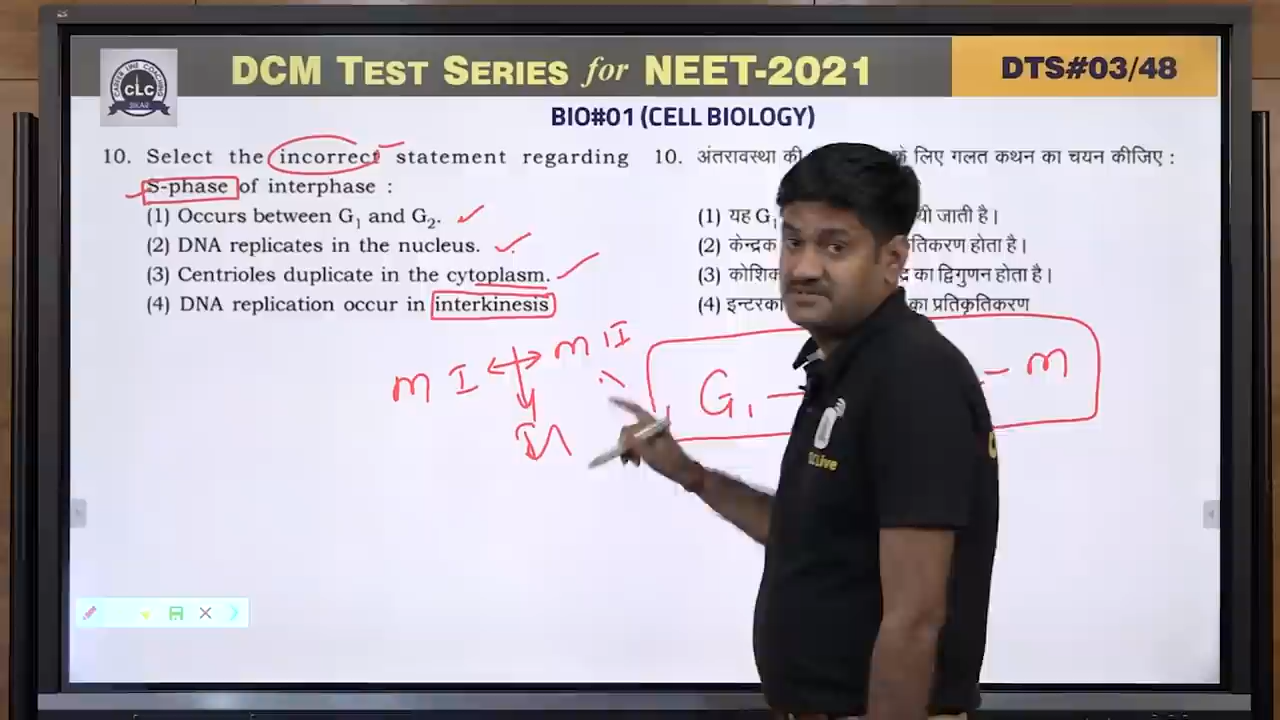 DCM TEST SERIES for NEET-2021
DTS#03/48
CAREER LINE COACHING
CLC
SIKAR
BIO#01 (CELL BIOLOGY)
10. Select the incorrect statement regarding
S-phase of interphase :
(1) Occurs between G₁ and G₂.
(2) DNA replicates in the nucleus.
(3) Centrioles duplicate in the cytoplasm.
(4) DNA replication occur in interkinesis
10. अंतरावस्था की के लिए गलत कथन का चयन कीजिए :
(1) यह G₁ जाती है।
(2) केन्द्रक होता है।
(3) का द्विगुणन होता है।
(4) का प्रतिकृतिकरण
M I M II
G₁ - M